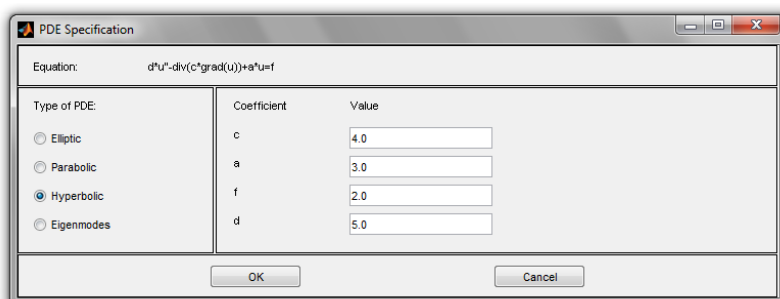 PDE Specification
Equation: d*u''-div(c*grad(u))+a*u=f
Type of PDE: Coefficient Value
Elliptic c 4.0
Parabolic a 3.0
Hyperbolic f 2.0
Eigenmodes d 5.0
OK Cancel